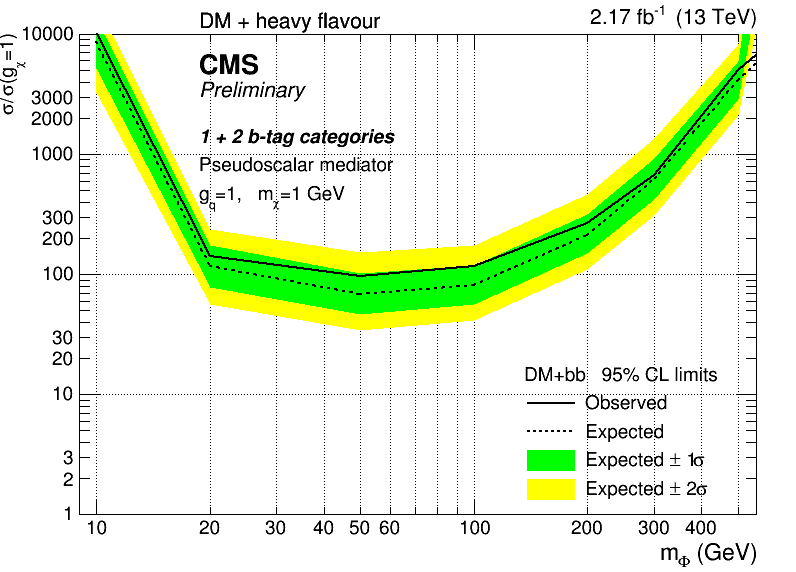 DM + heavy flavour 2.17 fb⁻¹ (13 TeV)
σ/σ(gχ=1)
10000
3000
2000
1000
300
200
100
30
20
10
3
2
1
CMS
Preliminary
1 + 2 b-tag categories
Pseudoscalar mediator
g_q=1, mχ=1 GeV
DM+bb 95% CL limits
Observed
Expected
Expected ± 1σ
Expected ± 2σ
10 20 30 40 50 60 100 200 300 400
m_Φ (GeV)